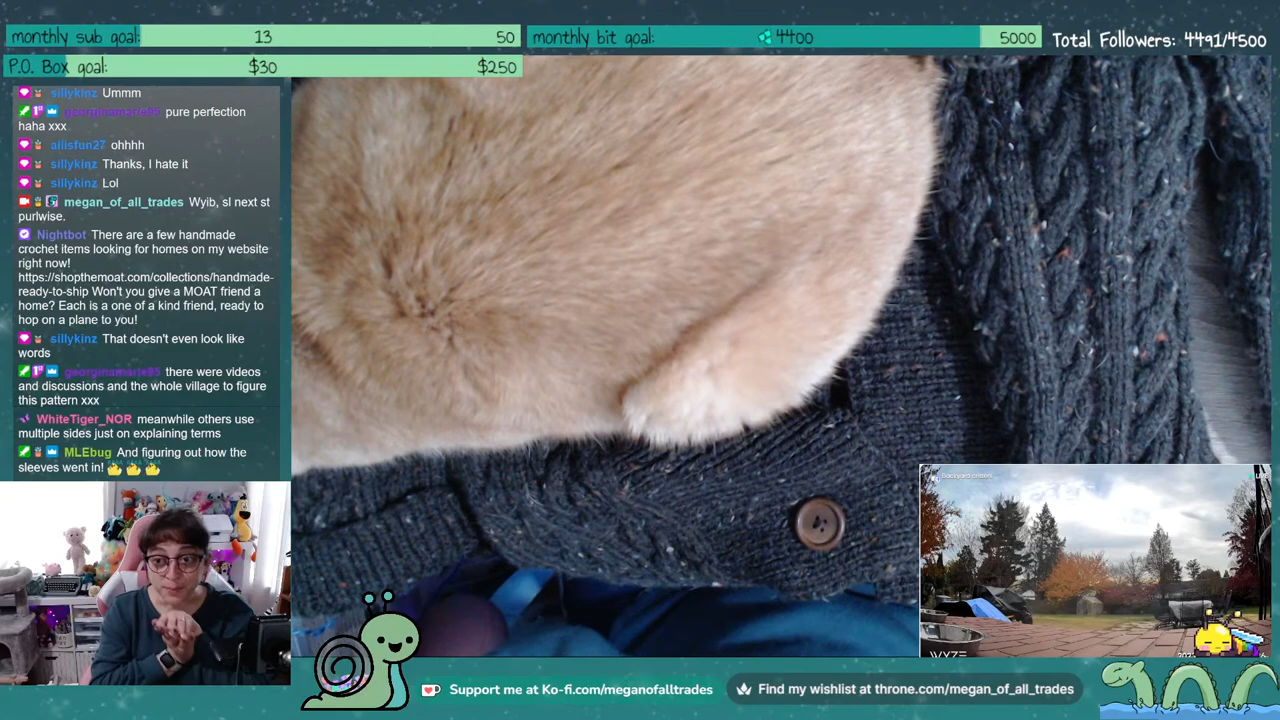 monthly sub goal: 13 50
monthly bit goal: 4400 5000
Total Followers: 4491/4500
P.O. Box goal: $30 $250
sillykinz Ummm
georginamarie95 pure perfection
haha xxx
allisfun27 ohhhh
sillykinz Thanks, I hate it
sillykinz Lol
megan_of_all_trades Wyib, sl next st
purlwise.
Nightbot There are a few handmade
crochet items looking for homes on my website
right now!
https://shopthemoat.com/collections/handmade-
ready-to-ship Won't you give a MOAT friend a
home? Each is a one of a kind friend, ready to
hop on a plane to you!
sillykinz That doesn't even look like
words
georginamarie95 there were videos
and discussions and the whole village to figure
this pattern xxx
WhiteTiger_NOR meanwhile others use
multiple sides just on explaining terms
MLEbug And figuring out how the
sleeves went in!
WYZE
Support me at Ko-fi.com/meganofalltrades
Find my wishlist at throne.com/megan_of_all_trades